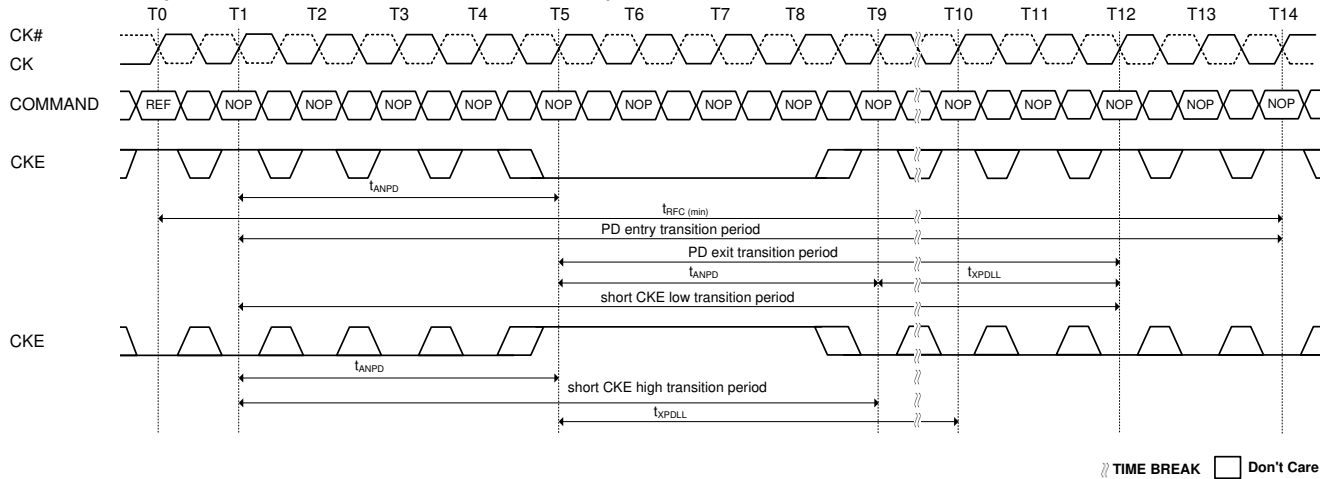 T0 T1 T2 T3 T4 T5 T6 T7 T8 T9 T10 T11 T12 T13 T14
CK#
CK
COMMAND REF NOP NOP NOP NOP NOP NOP NOP NOP NOP NOP NOP NOP NOP NOP
CKE
tANPD
tRFC (min)
PD entry transition period
PD exit transition period
tANPD tXPDLL
short CKE low transition period
CKE
tANPD
short CKE high transition period
tXPDLL
TIME BREAK Don't Care